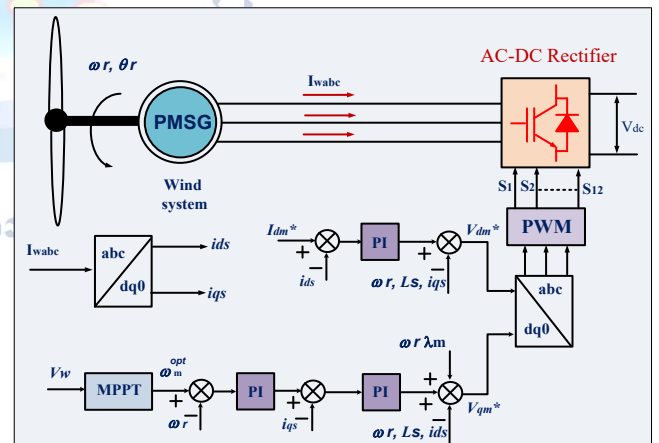 AC-DC Rectifier
ω r, θ r
Iwabc
PMSG
Vdc
Wind
system
S1 S2 S12
PWM
Iwabc
abc
dq0
ids
iqs
Idm*
+
−
ids
PI
+
−
ω r, Ls, iqs
Vdm*
abc
dq0
Vw
MPPT
ωm opt
+
−
ω r
PI
+
−
iqs
PI
ω r λm
+
+
−
ω r, Ls, ids
Vqm*